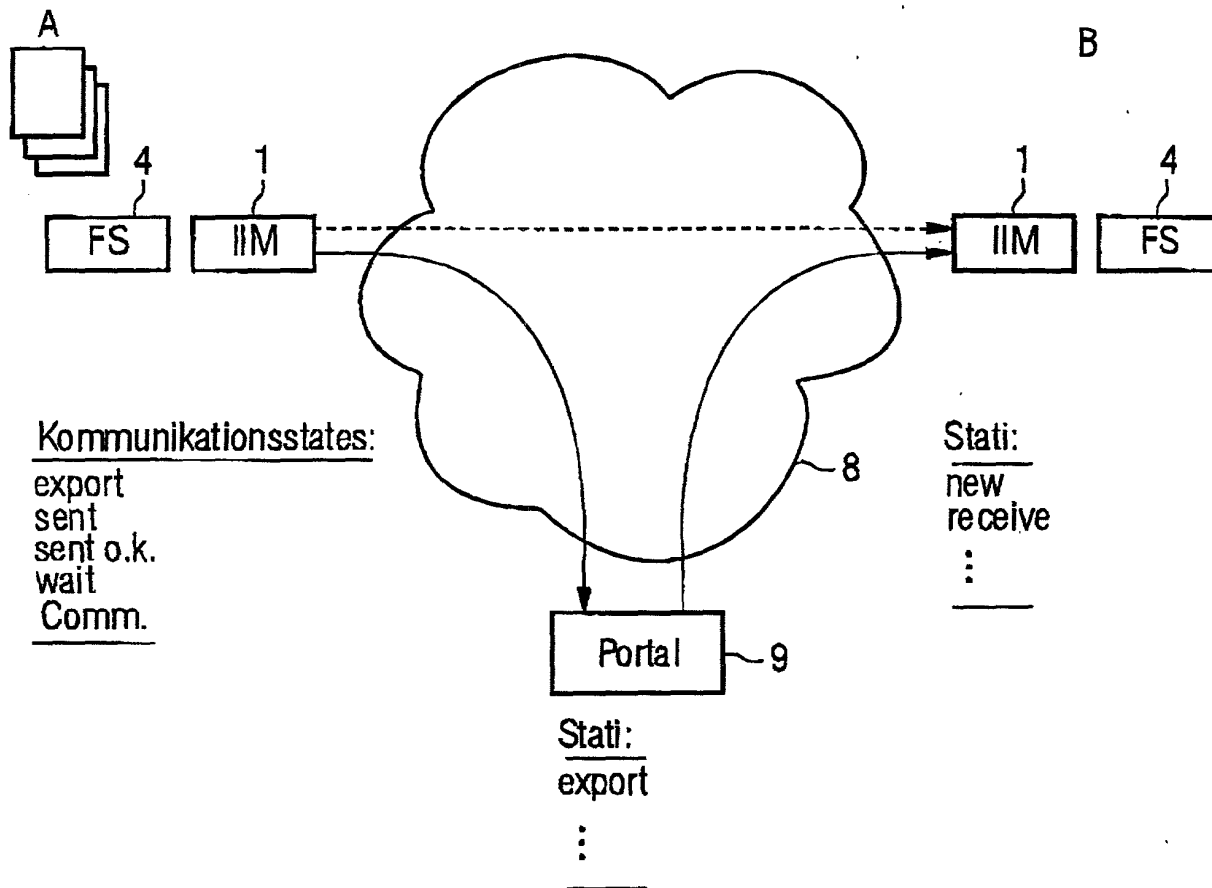 A
B
4
1
1
4
FS
IIM
IIM
FS
Kommunikationsstates:
export
sent
sent o.k.
wait
Comm.
8
Stati:
new
receive
Portal
9
Stati:
export